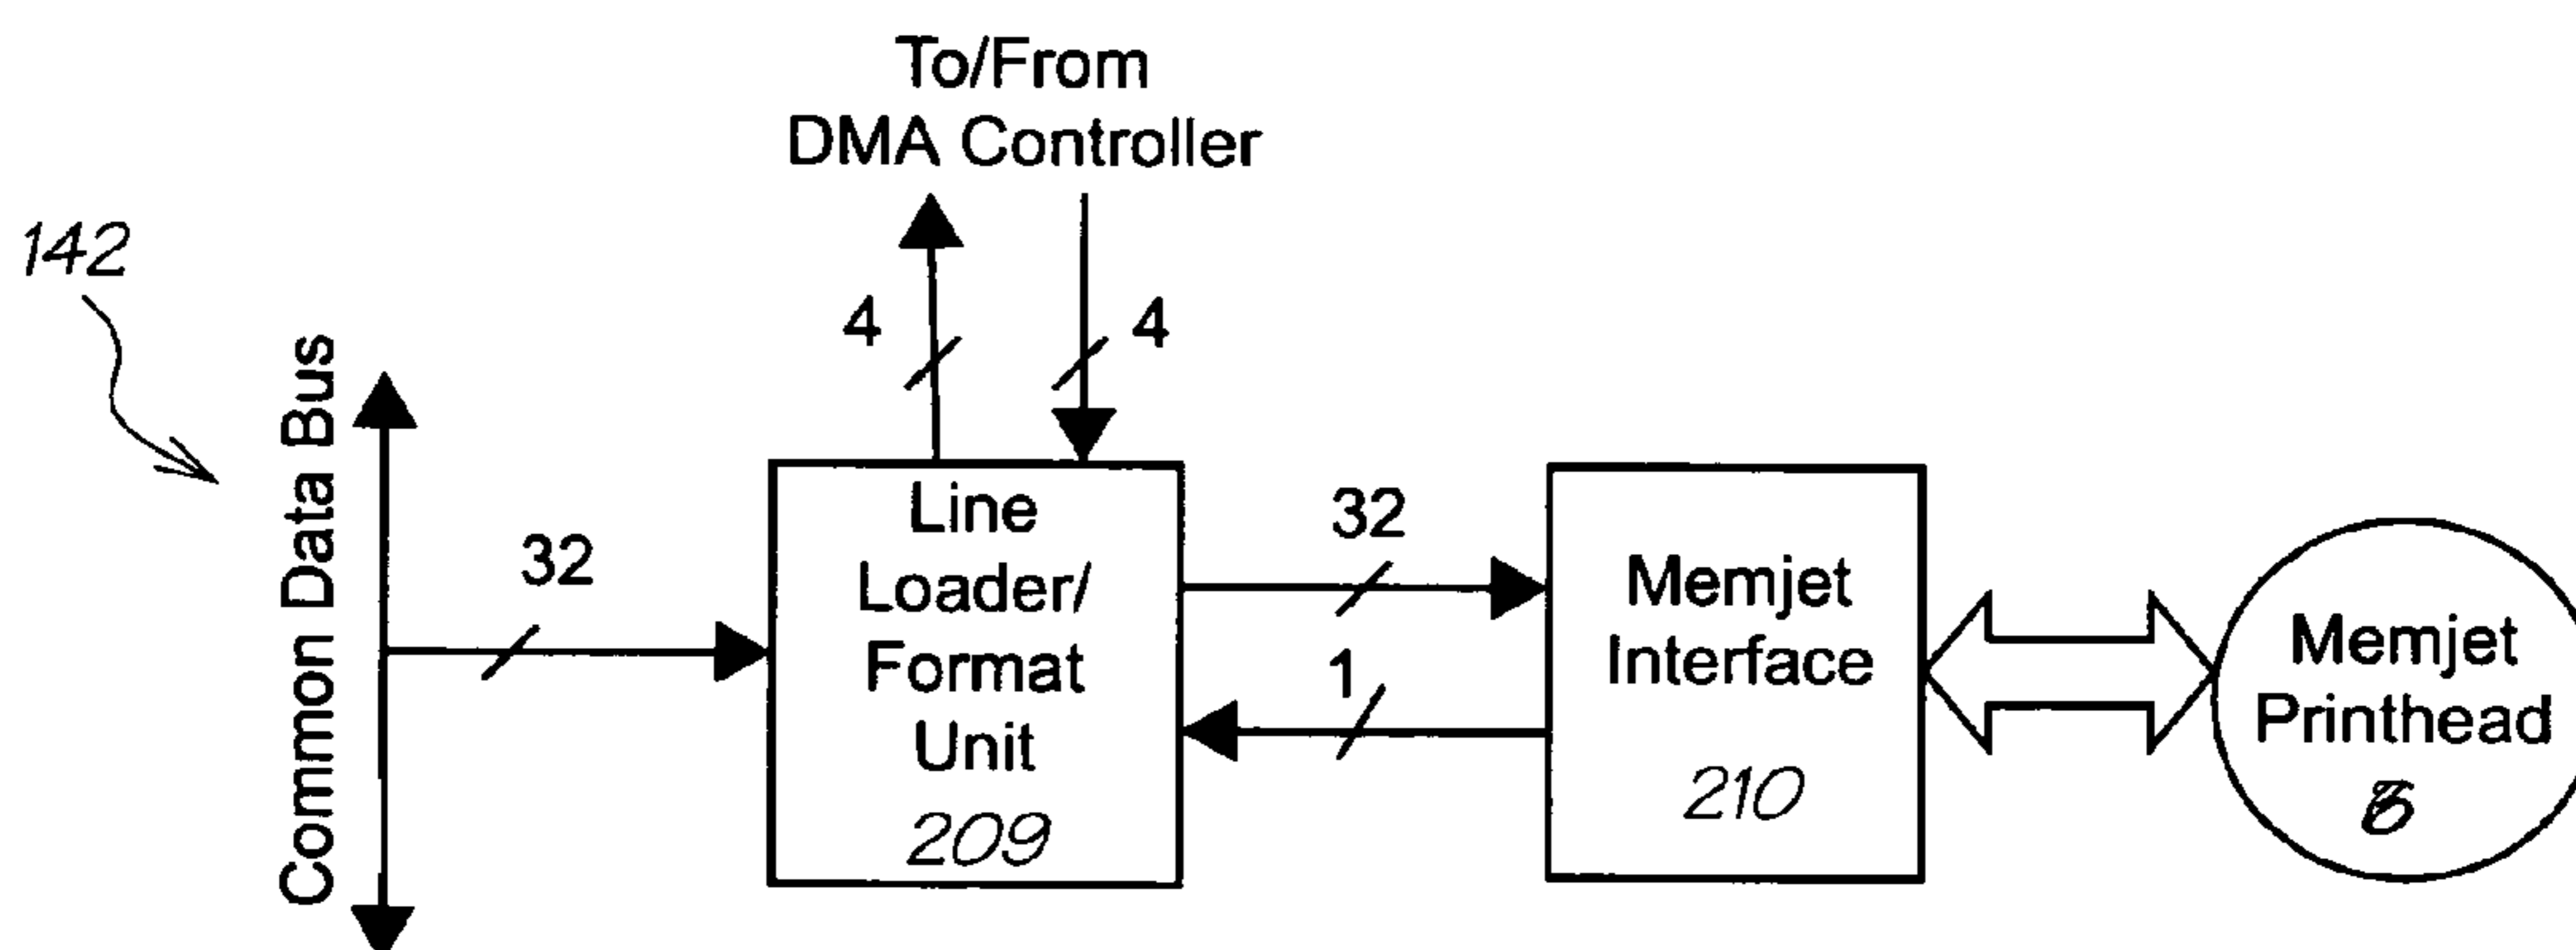 To/From
DMA Controller
142
4
4
Common Data Bus
32
Line
Loader/
Format
Unit
209
32
1
Memjet
Interface
210
Memjet
Printhead